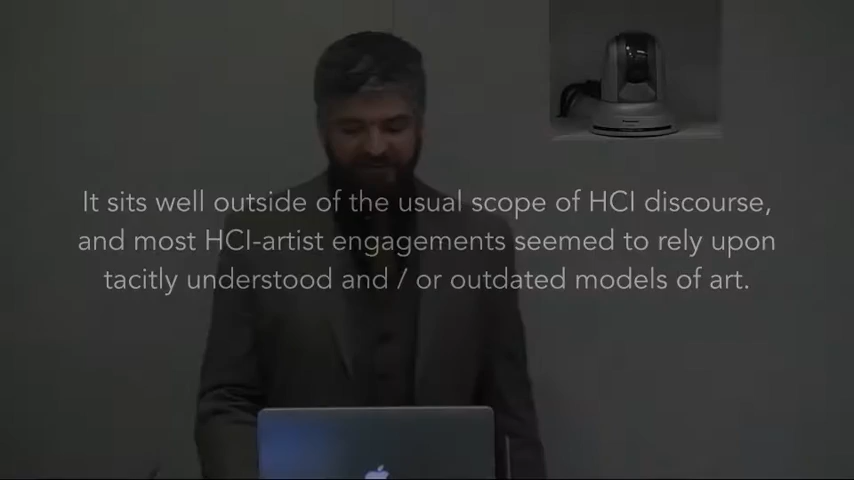 It sits well outside of the usual scope of HCI discourse,
and most HCI-artist engagements seemed to rely upon
tacitly understood and / or outdated models of art.